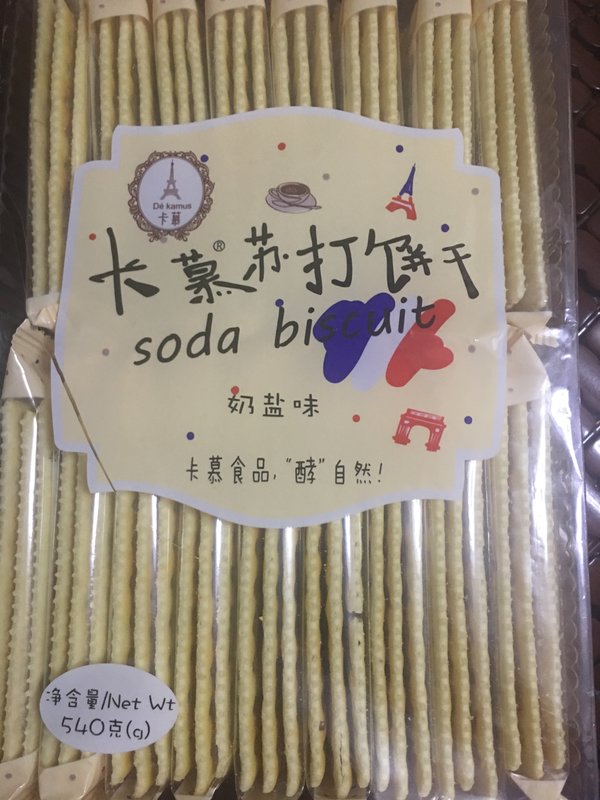 Dé kamus
卡慕
卡慕®苏打饼干
soda biscuit
奶盐味
卡慕食品,“酵”自然!
净含量/Net Wt
540克(g)